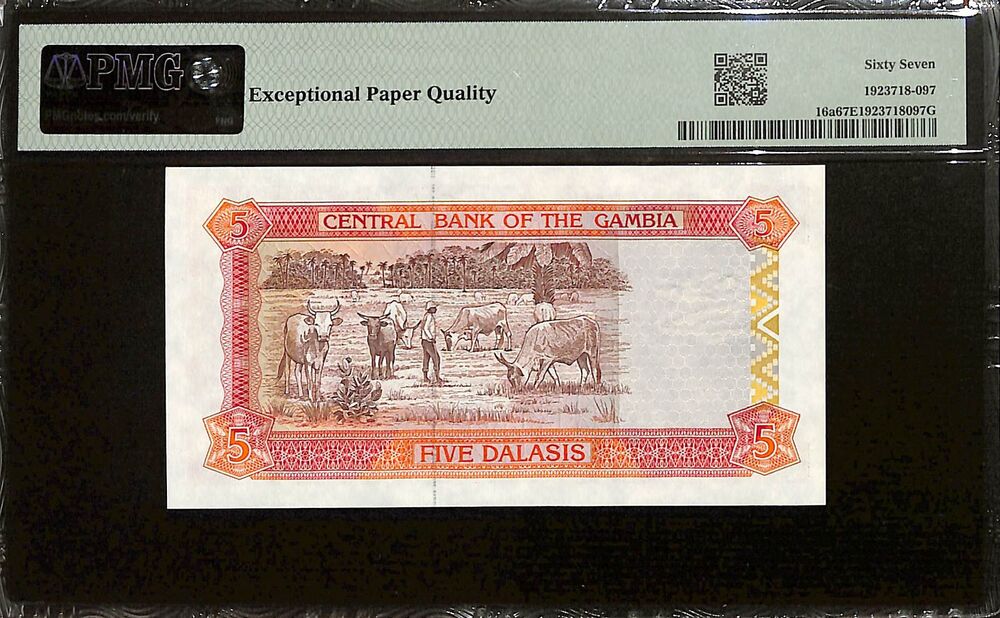 PMG
PMGnotes.com/verify
PMG
Exceptional Paper Quality
Sixty Seven
1923718-097
16a67E1923718097G
5
CENTRAL BANK OF THE GAMBIA
5
5
FIVE DALASIS
5